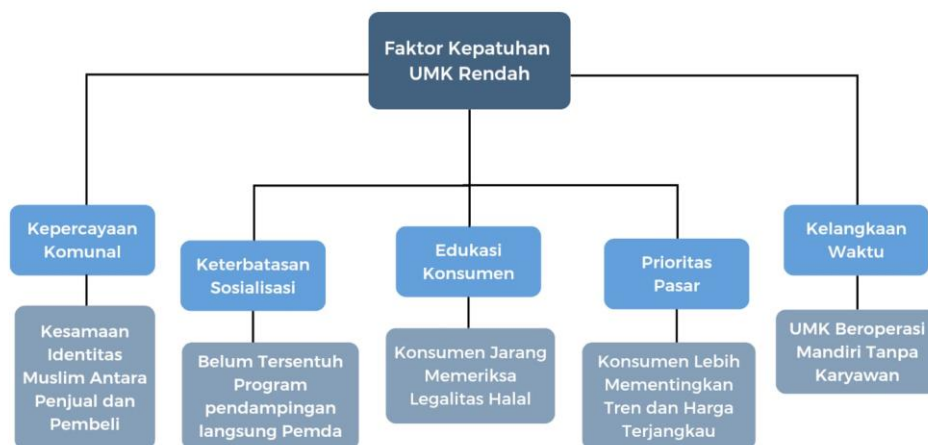 Faktor Kepatuhan
UMK Rendah
Kepercayaan
Komunal
Kesamaan
Identitas
Muslim Antara
Penjual dan
Pembeli
Keterbatasan
Sosialisasi
Belum Tersentuh
Program
pendampingan
langsung Pemda
Edukasi
Konsumen
Konsumen Jarang
Memeriksa
Legalitas Halal
Prioritas
Pasar
Konsumen Lebih
Mementingkan
Tren dan Harga
Terjangkau
Kelangkaan
Waktu
UMK Beroperasi
Mandiri Tanpa
Karyawan